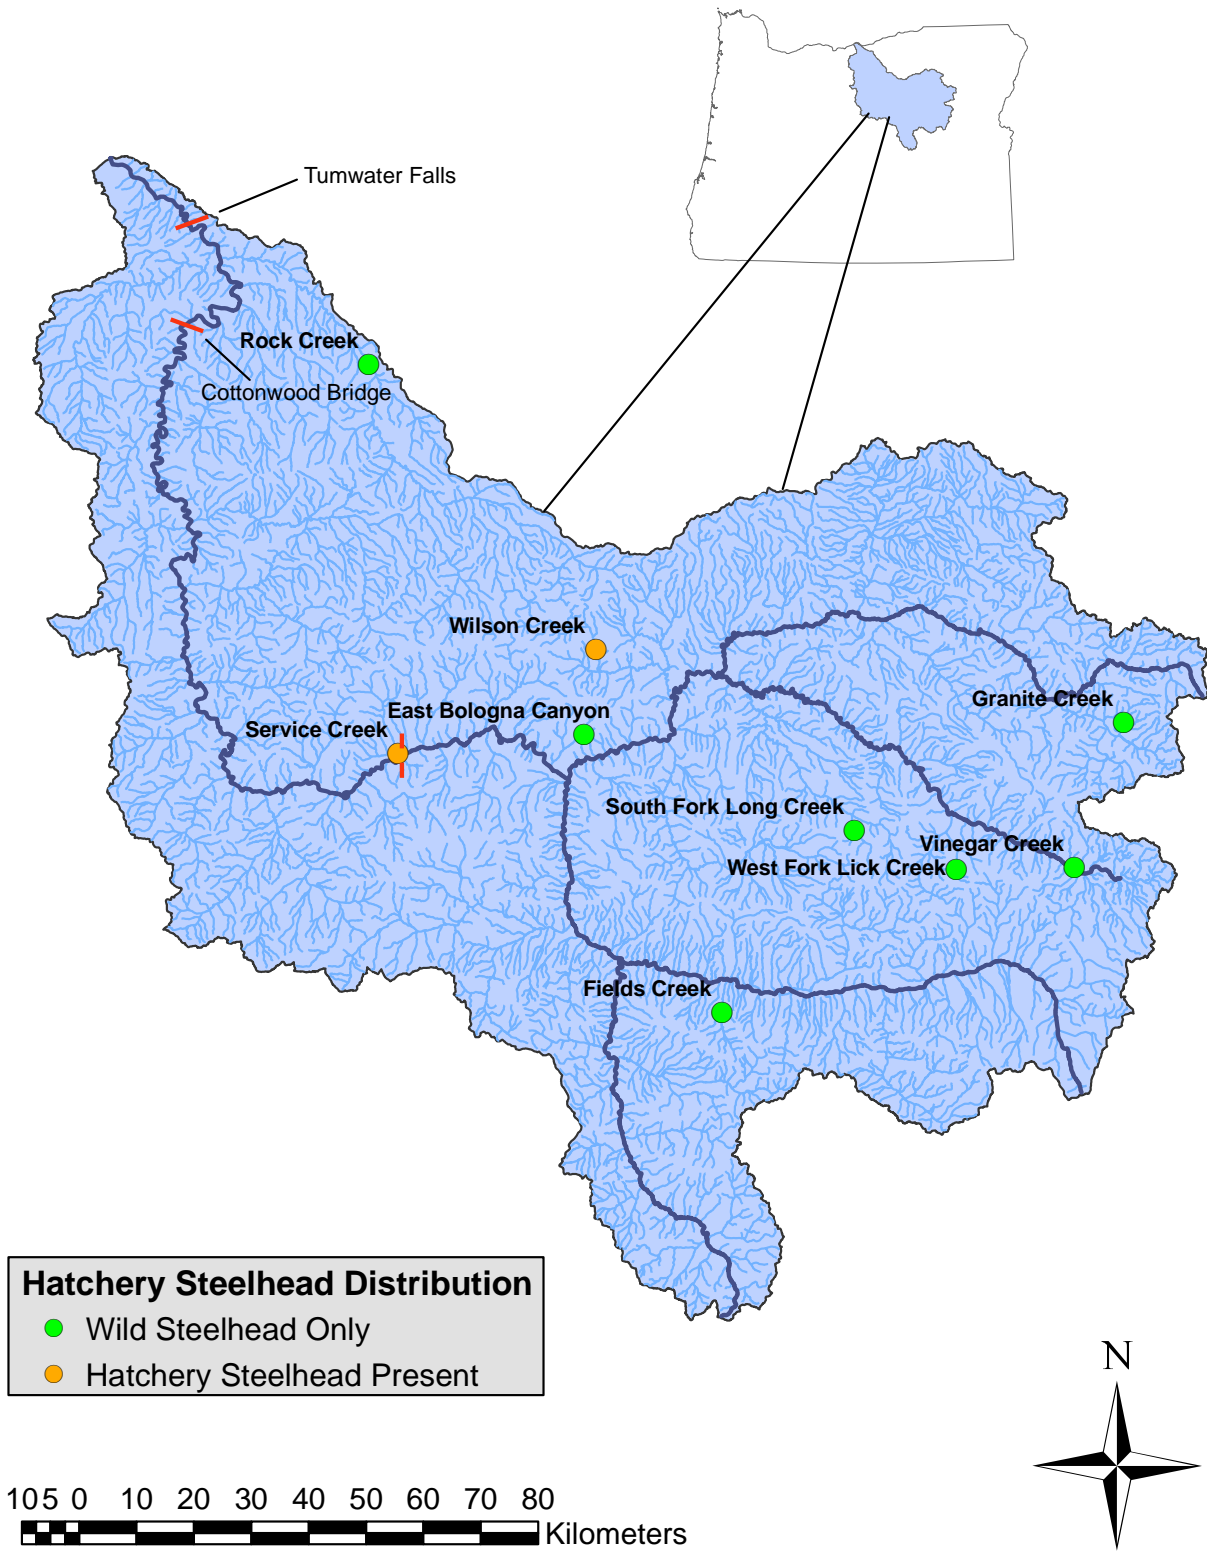 Tumwater Falls
Rock Creek
Cottonwood Bridge
Wilson Creek
East Bologna Canyon
Service Creek
Granite Creek
South Fork Long Creek
Vinegar Creek
West Fork Lick Creek
Fields Creek
Hatchery Steelhead Distribution
Wild Steelhead Only
Hatchery Steelhead Present
N
10 5 0 10 20 30 40 50 60 70 80
Kilometers